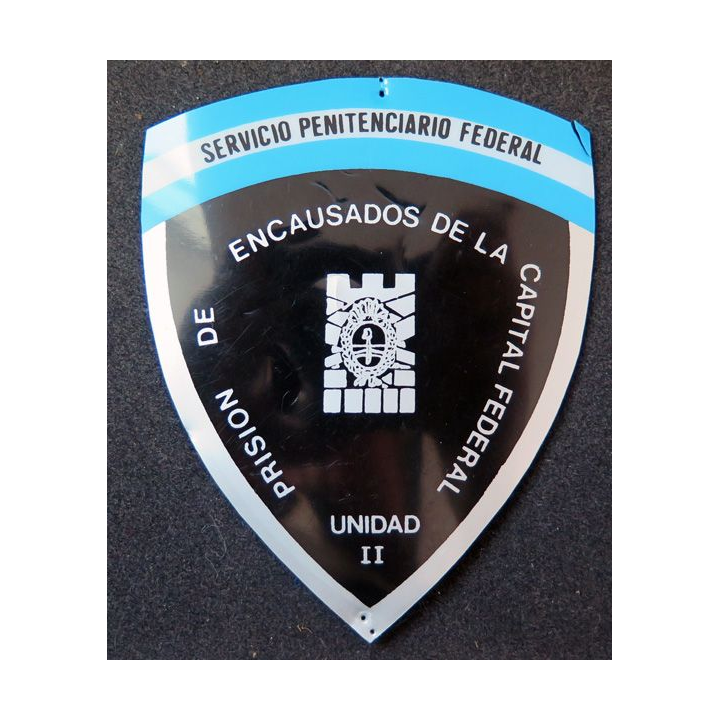 SERVICIO PENITENCIARIO FEDERAL
PRISION DE ENCAUSADOS DE LA CAPITAL FEDERAL
UNIDAD
II